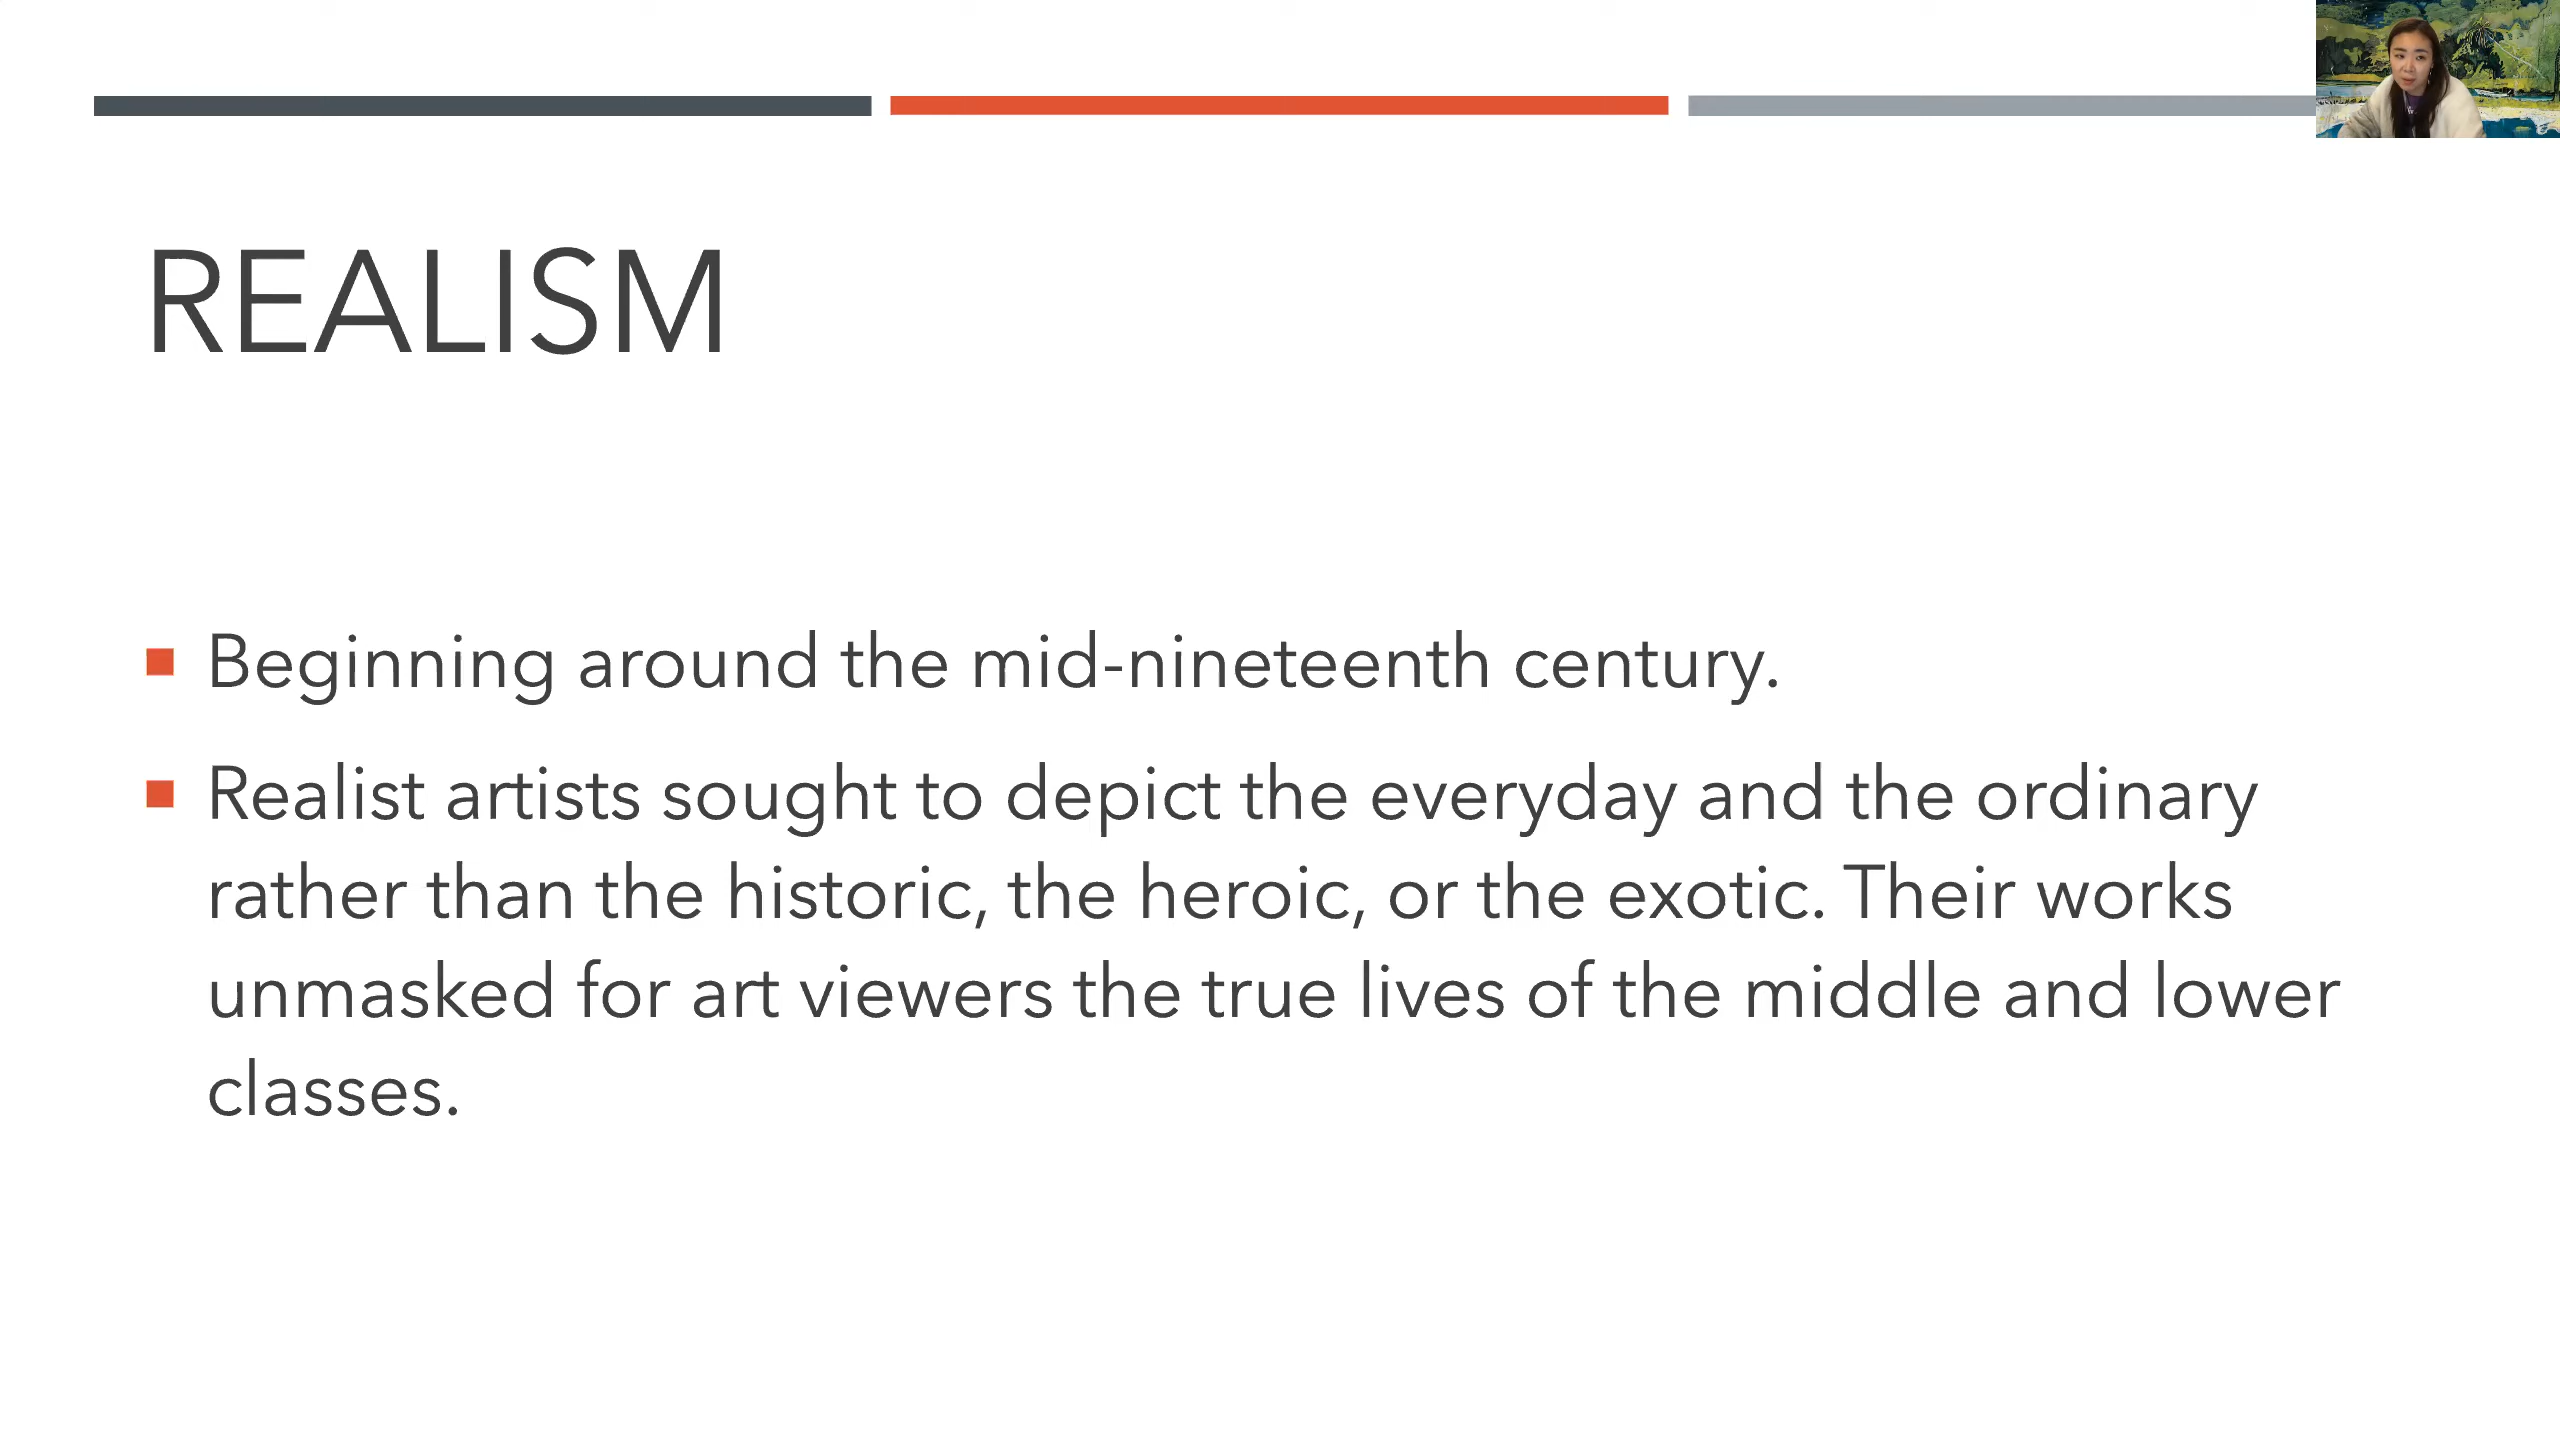 REALISM
Beginning around the mid-nineteenth century.
Realist artists sought to depict the everyday and the ordinary
rather than the historic, the heroic, or the exotic. Their works
unmasked for art viewers the true lives of the middle and lower
classes.